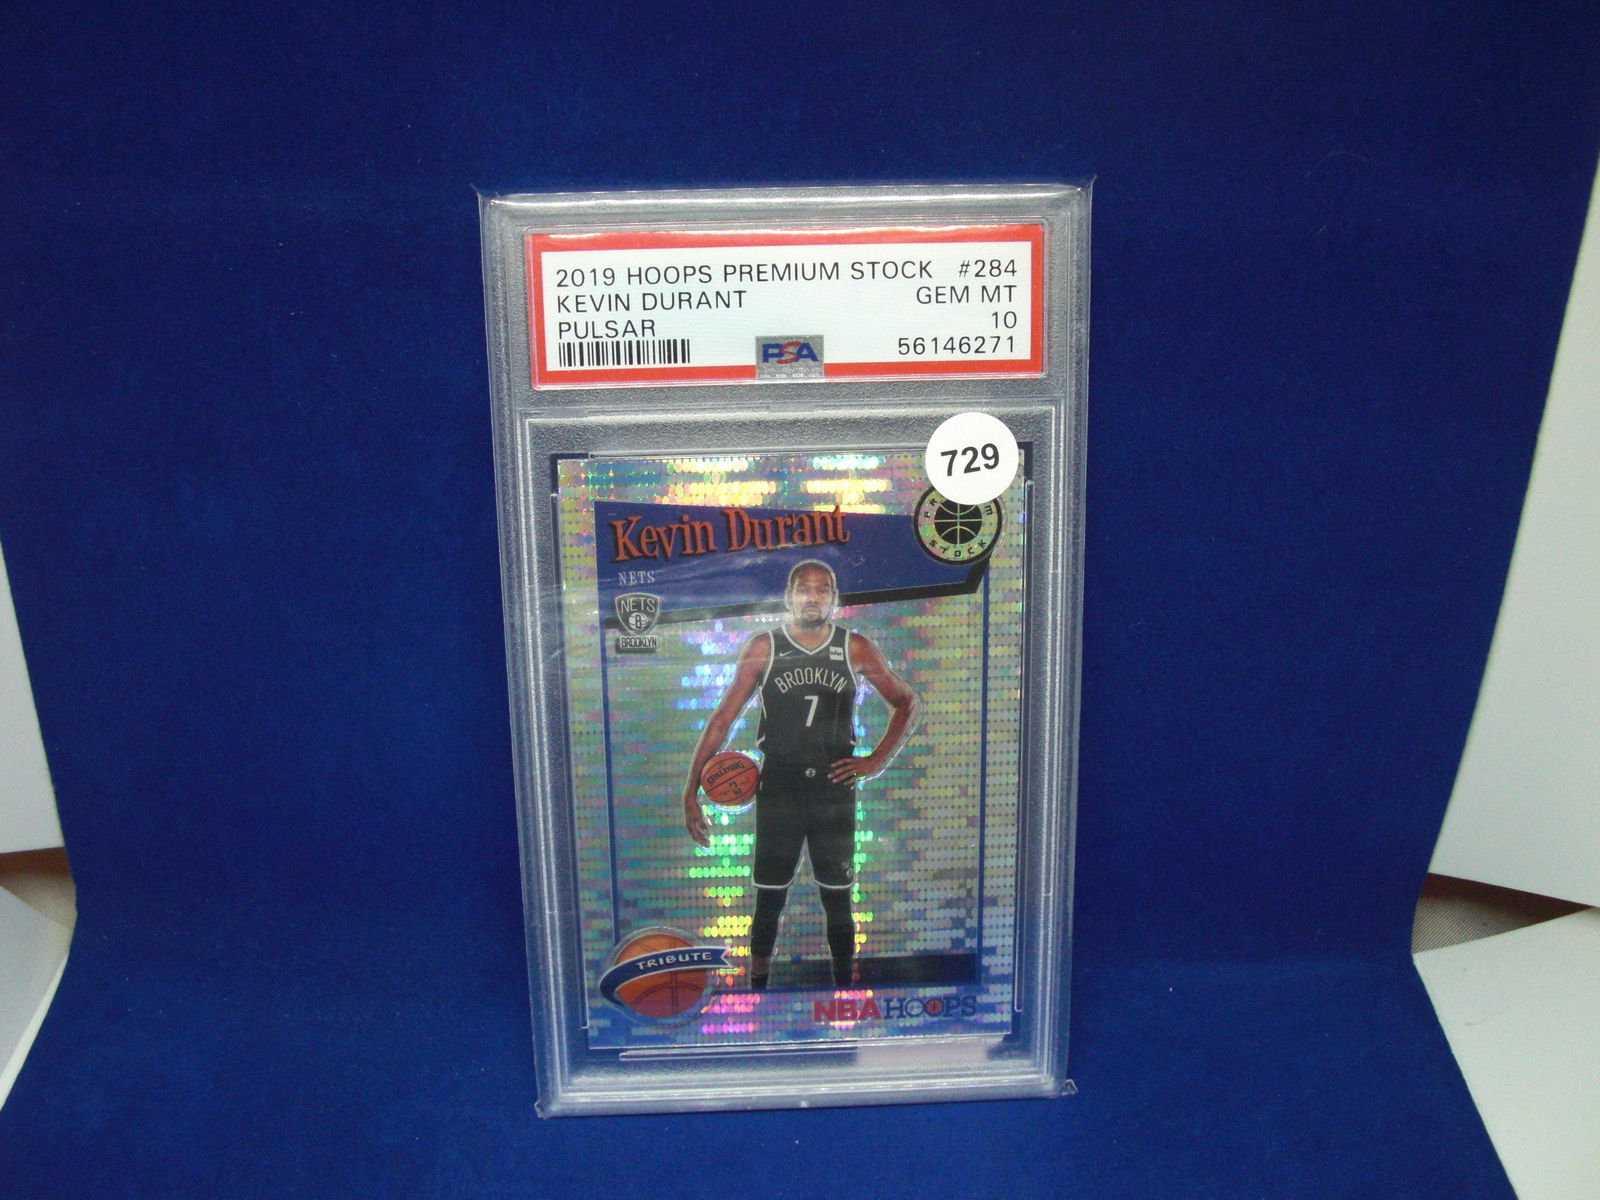 2019 HOOPS PREMIUM STOCK #284
KEVIN DURANT GEM MT
PULSAR 10
PSA 56146271
729
Kevin Durant
STOCK
NETS
NETS
B
BROOKLYN
BROOKLYN
7
TRIBUTE
NBA HOOPS